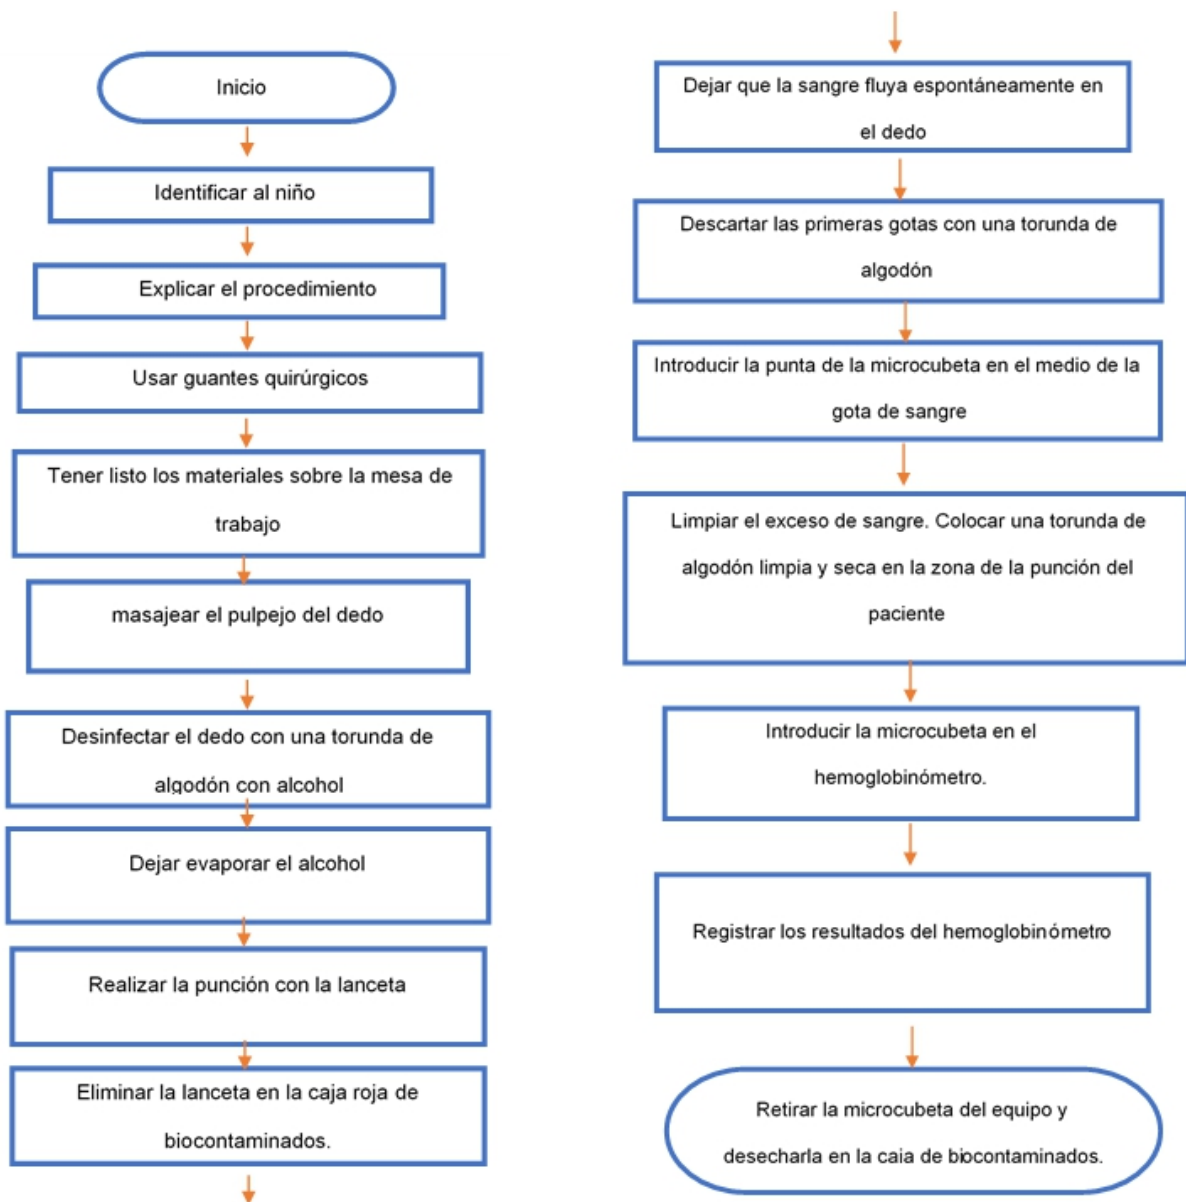 Inicio
Identificar al niño
Explicar el procedimiento
Usar guantes quirúrgicos
Tener listo los materiales sobre la mesa de
trabajo
masajear el pulpejo del dedo
Desinfectar el dedo con una torunda de
algodón con alcohol
Dejar evaporar el alcohol
Realizar la punción con la lanceta
Eliminar la lanceta en la caja roja de
biocontaminados.
Dejar que la sangre fluya espontáneamente en
el dedo
Descartar las primeras gotas con una torunda de
algodón
Introducir la punta de la microcubeta en el medio de la
gota de sangre
Limpiar el exceso de sangre. Colocar una torunda de
algodón limpia y seca en la zona de la punción del
paciente
Introducir la microcubeta en el
hemoglobinómetro.
Registrar los resultados del hemoglobinómetro
Retirar la microcubeta del equipo y
desecharla en la caja de biocontaminados.